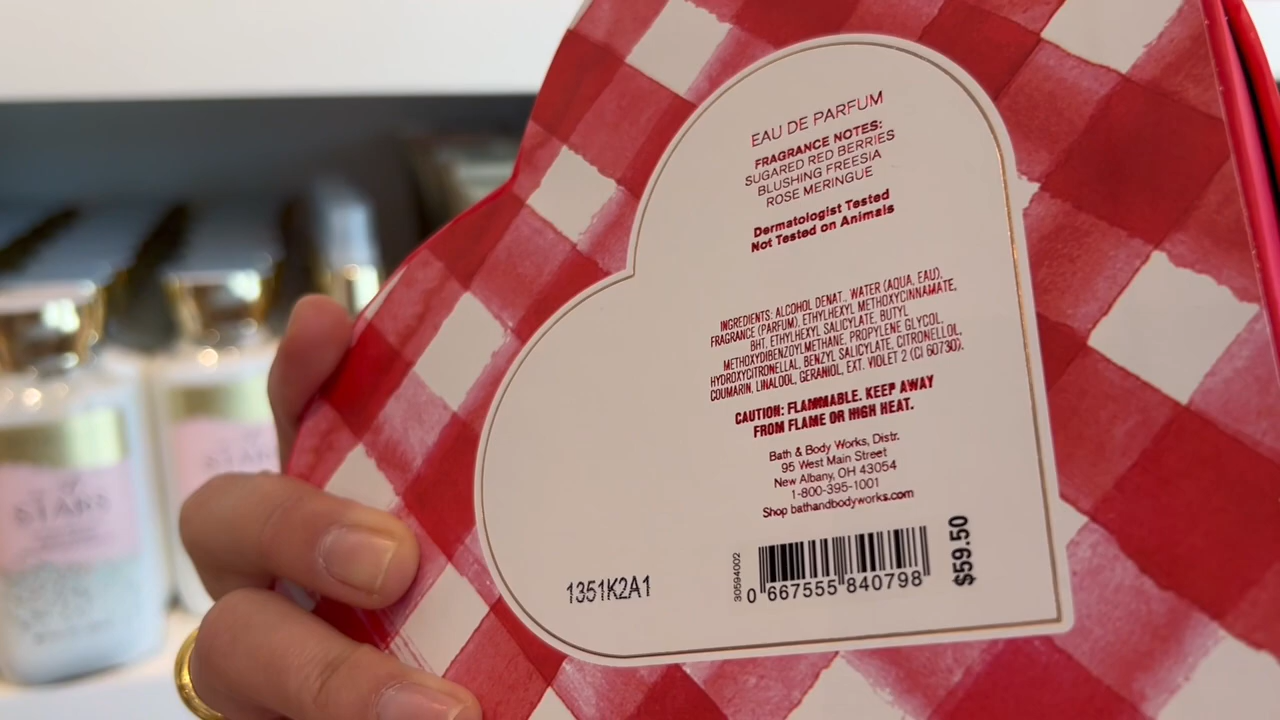 EAU DE PARFUM
FRAGRANCE NOTES:
SUGARED RED BERRIES
BLUSHING FREESIA
ROSE MERINGUE
Dermatologist Tested
Not Tested on Animals
INGREDIENTS: ALCOHOL DENAT., WATER (AQUA, EAU),
FRAGRANCE (PARFUM), ETHYLHEXYL METHOXYCINNAMATE,
BHT, ETHYLHEXYL SALICYLATE, BUTYL
METHOXYDIBENZOYLMETHANE, PROPYLENE GLYCOL,
HYDROXYCITRONELLAL, BENZYL SALICYLATE, CITRONELLOL,
COUMARIN, LINALOOL, GERANIOL, EXT. VIOLET 2 (CI 60730).
CAUTION: FLAMMABLE. KEEP AWAY
FROM FLAME OR HIGH HEAT.
Bath & Body Works, Distr.
95 West Main Street
New Albany, OH 43054
1-800-395-1001
Shop bathandbodyworks.com
1351K2A1
30594002
0 667555 840798
$59.50